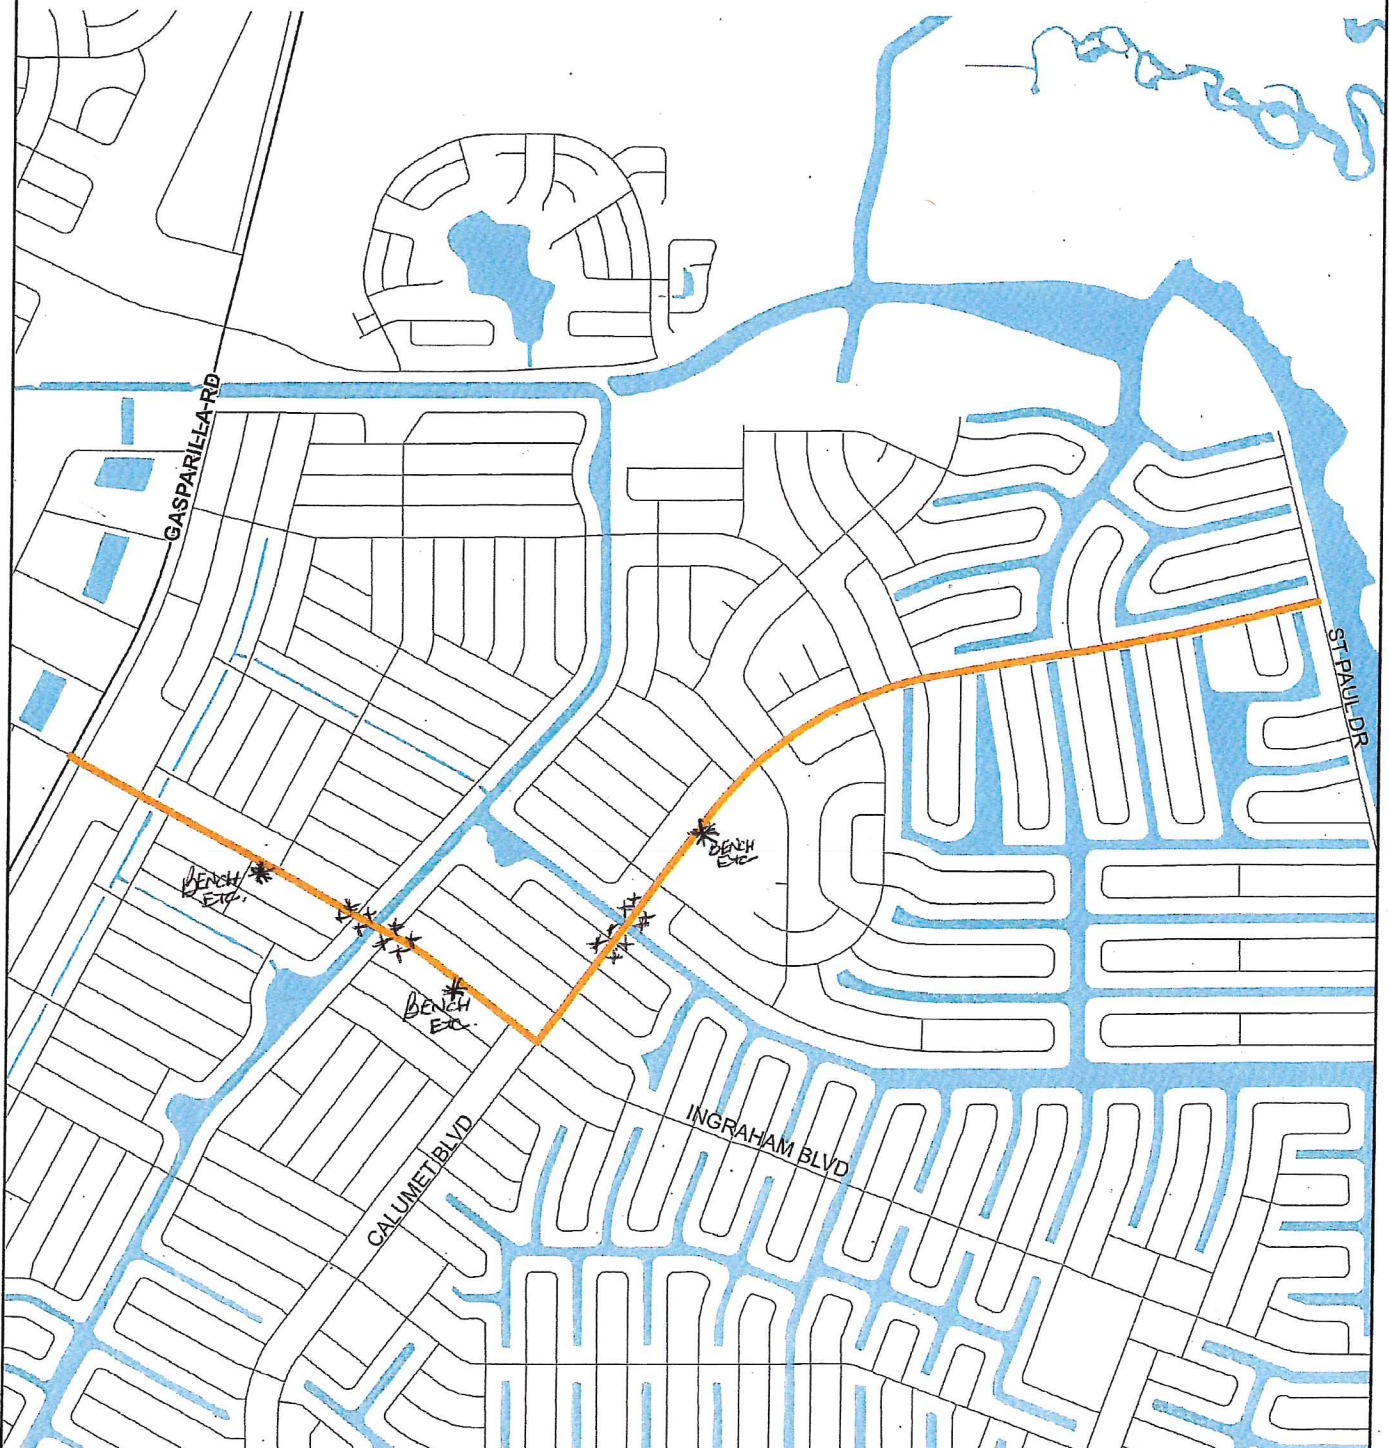 GASPARILLA RD
ST PAUL DR
BENCH
ETC
BENCH
ETC.
BENCH
ETC.
INGRAHAM BLVD
CALUMET BLVD